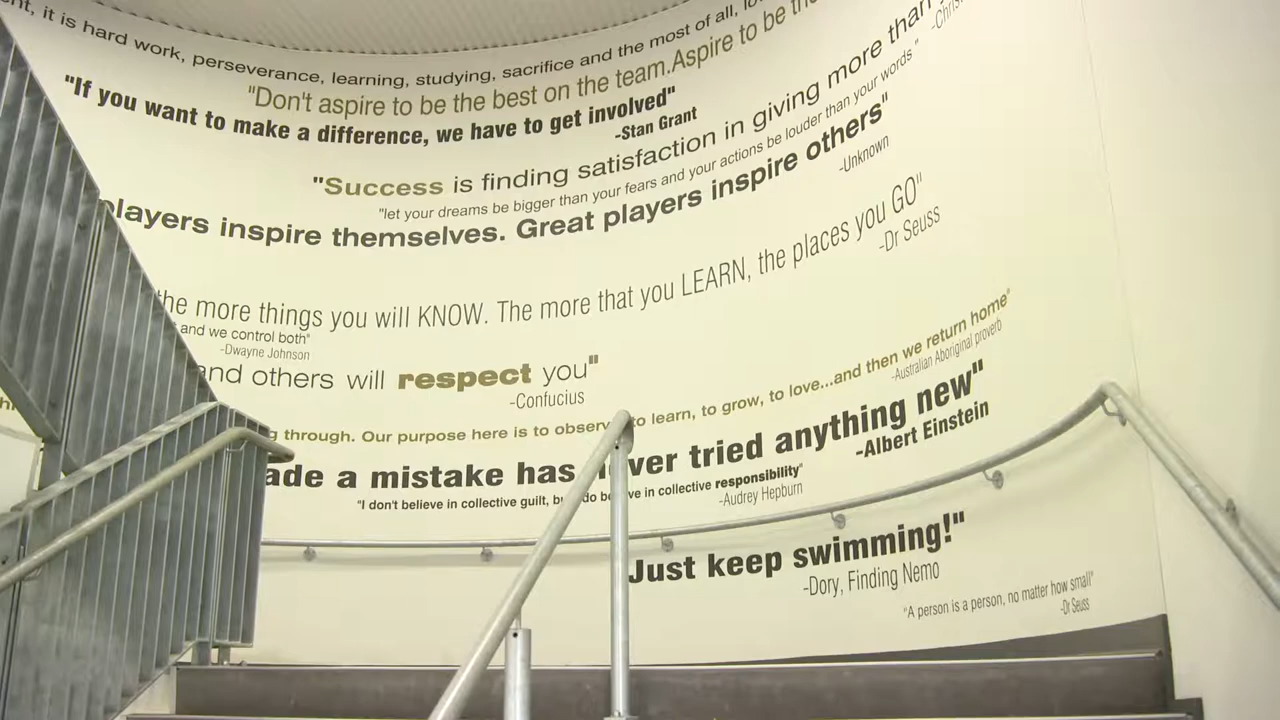 it is hard work, perseverance, learning, studying, sacrifice and the most of all,
"Don't aspire to be the best on the team.Aspire to be
"If you want to make a difference, we have to get involved"
-Stan Grant
"Success is finding satisfaction in giving more than
"let your dreams be bigger than your fears and your actions be louder than your words"
players inspire themselves. Great players inspire others"
-Unknown
the more things you will KNOW. The more that you LEARN, the places you GO"
-Dr Seuss
and we control both"
-Dwayne Johnson
and others will respect you"
-Confucius
through. Our purpose here is to observe to learn, to grow, to love...and then we return home"
-Australian Aboriginal proverb
a mistake has never tried anything new"
-Albert Einstein
"I don't believe in collective guilt, but do believe in collective responsibility"
-Audrey Hepburn
Just keep swimming!"
-Dory, Finding Nemo
"A person is a person, no matter how small"
-Dr Seuss